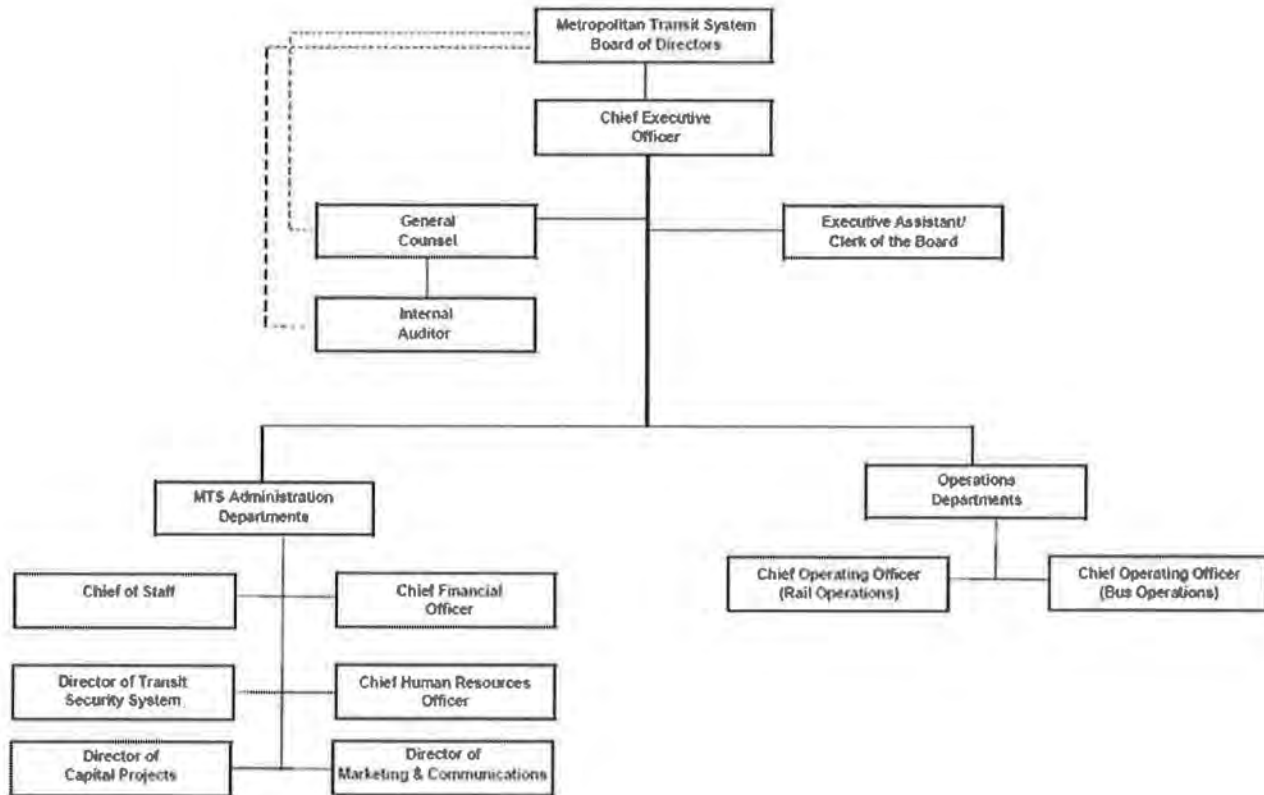 Metropolitan Transit System
Board of Directors
Chief Executive
Officer
General
Counsel
Executive Assistant/
Clerk of the Board
Internal
Auditor
MTS Administration
Departments
Operations
Departments
Chief of Staff
Chief Financial
Officer
Chief Operating Officer
(Rail Operations)
Chief Operating Officer
(Bus Operations)
Director of Transit
Security System
Chief Human Resources
Officer
Director of
Capital Projects
Director of
Marketing & Communications